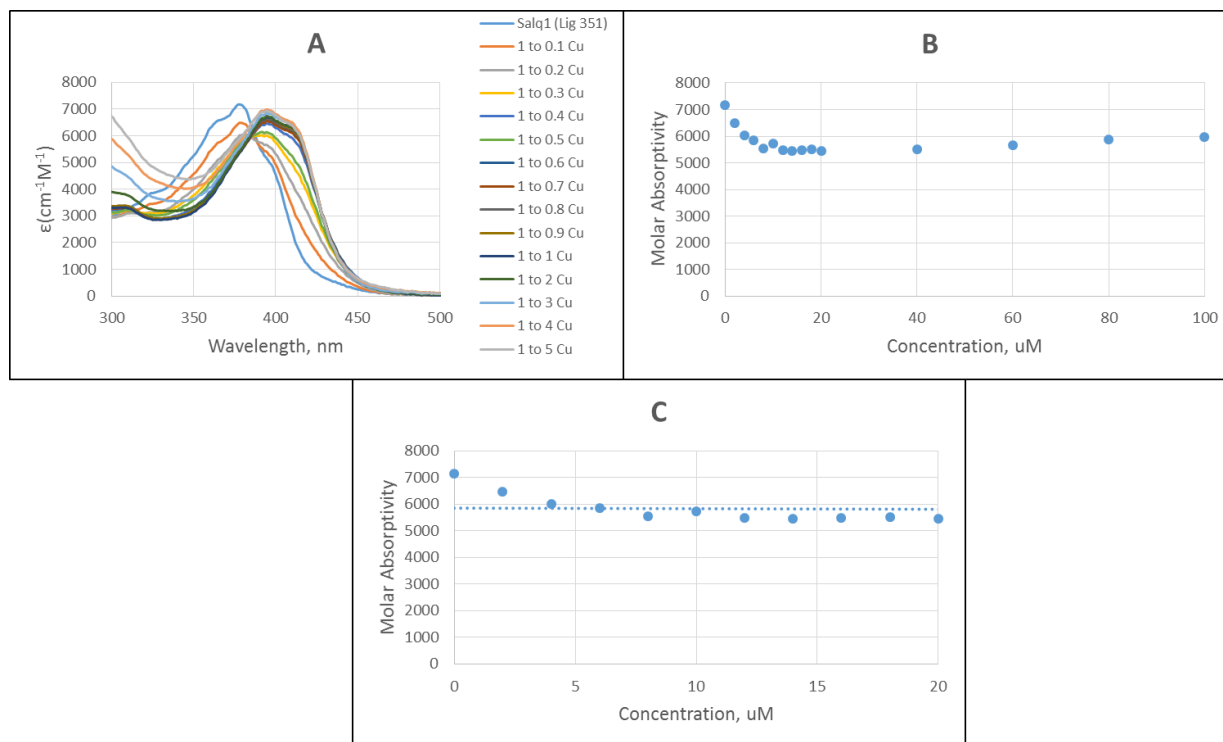 A
8000
7000
6000
5000
4000
3000
2000
1000
0
ε(cm⁻¹M⁻¹)
300 350 400 450 500
Wavelength, nm
Salq1 (Lig 351)
1 to 0.1 Cu
1 to 0.2 Cu
1 to 0.3 Cu
1 to 0.4 Cu
1 to 0.5 Cu
1 to 0.6 Cu
1 to 0.7 Cu
1 to 0.8 Cu
1 to 0.9 Cu
1 to 1 Cu
1 to 2 Cu
1 to 3 Cu
1 to 4 Cu
1 to 5 Cu
B
8000
7000
6000
5000
4000
3000
2000
1000
0
Molar Absorptivity
0 20 40 60 80 100
Concentration, uM
C
8000
7000
6000
5000
4000
3000
2000
1000
0
Molar Absorptivity
0 5 10 15 20
Concentration, uM